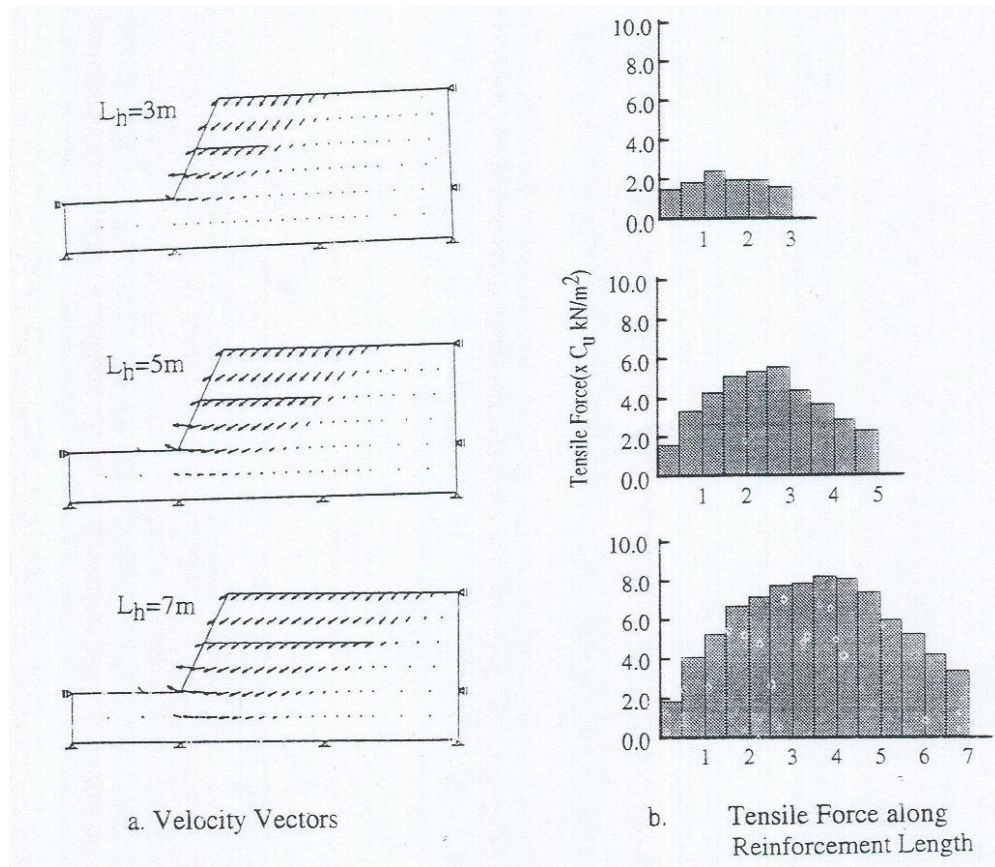 L_h=3m
L_h=5m
L_h=7m
a. Velocity Vectors
Tensile Force(x C_u kN/m²)
10.0
8.0
6.0
4.0
2.0
0.0
1 2 3
10.0
8.0
6.0
4.0
2.0
0.0
1 2 3 4 5
10.0
8.0
6.0
4.0
2.0
0.0
1 2 3 4 5 6 7
b. Tensile Force along
Reinforcement Length